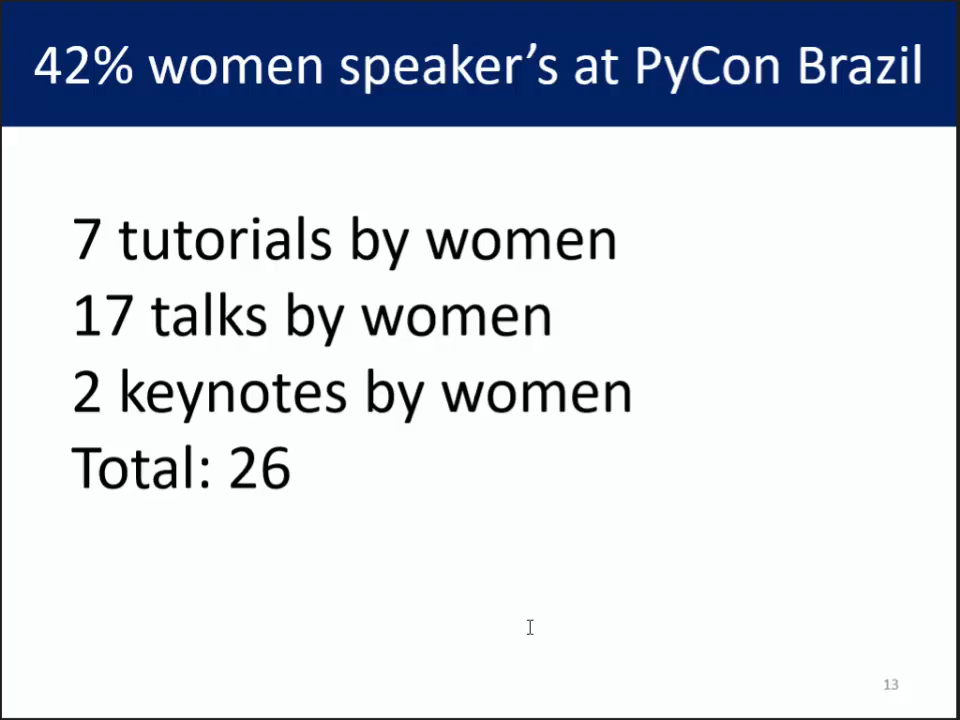 42% women speaker’s at PyCon Brazil
7 tutorials by women
17 talks by women
2 keynotes by women
Total: 26
13